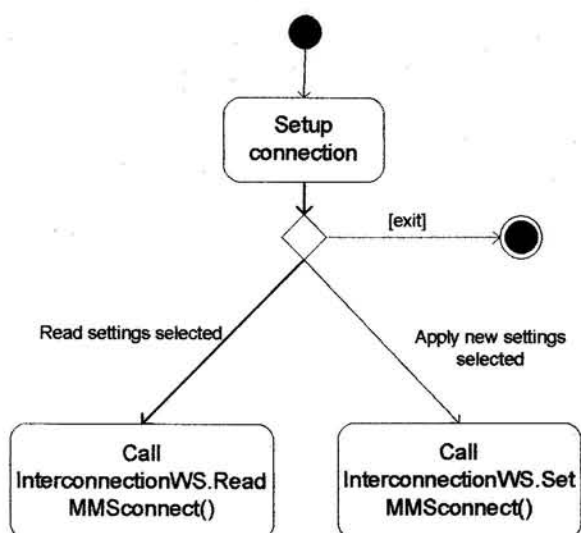 Setup
connection
[exit]
Read settings selected
Apply new settings
selected
Call
InterconnectionWS.Read
MMSconnect()
Call
InterconnectionWS.Set
MMSconnect()